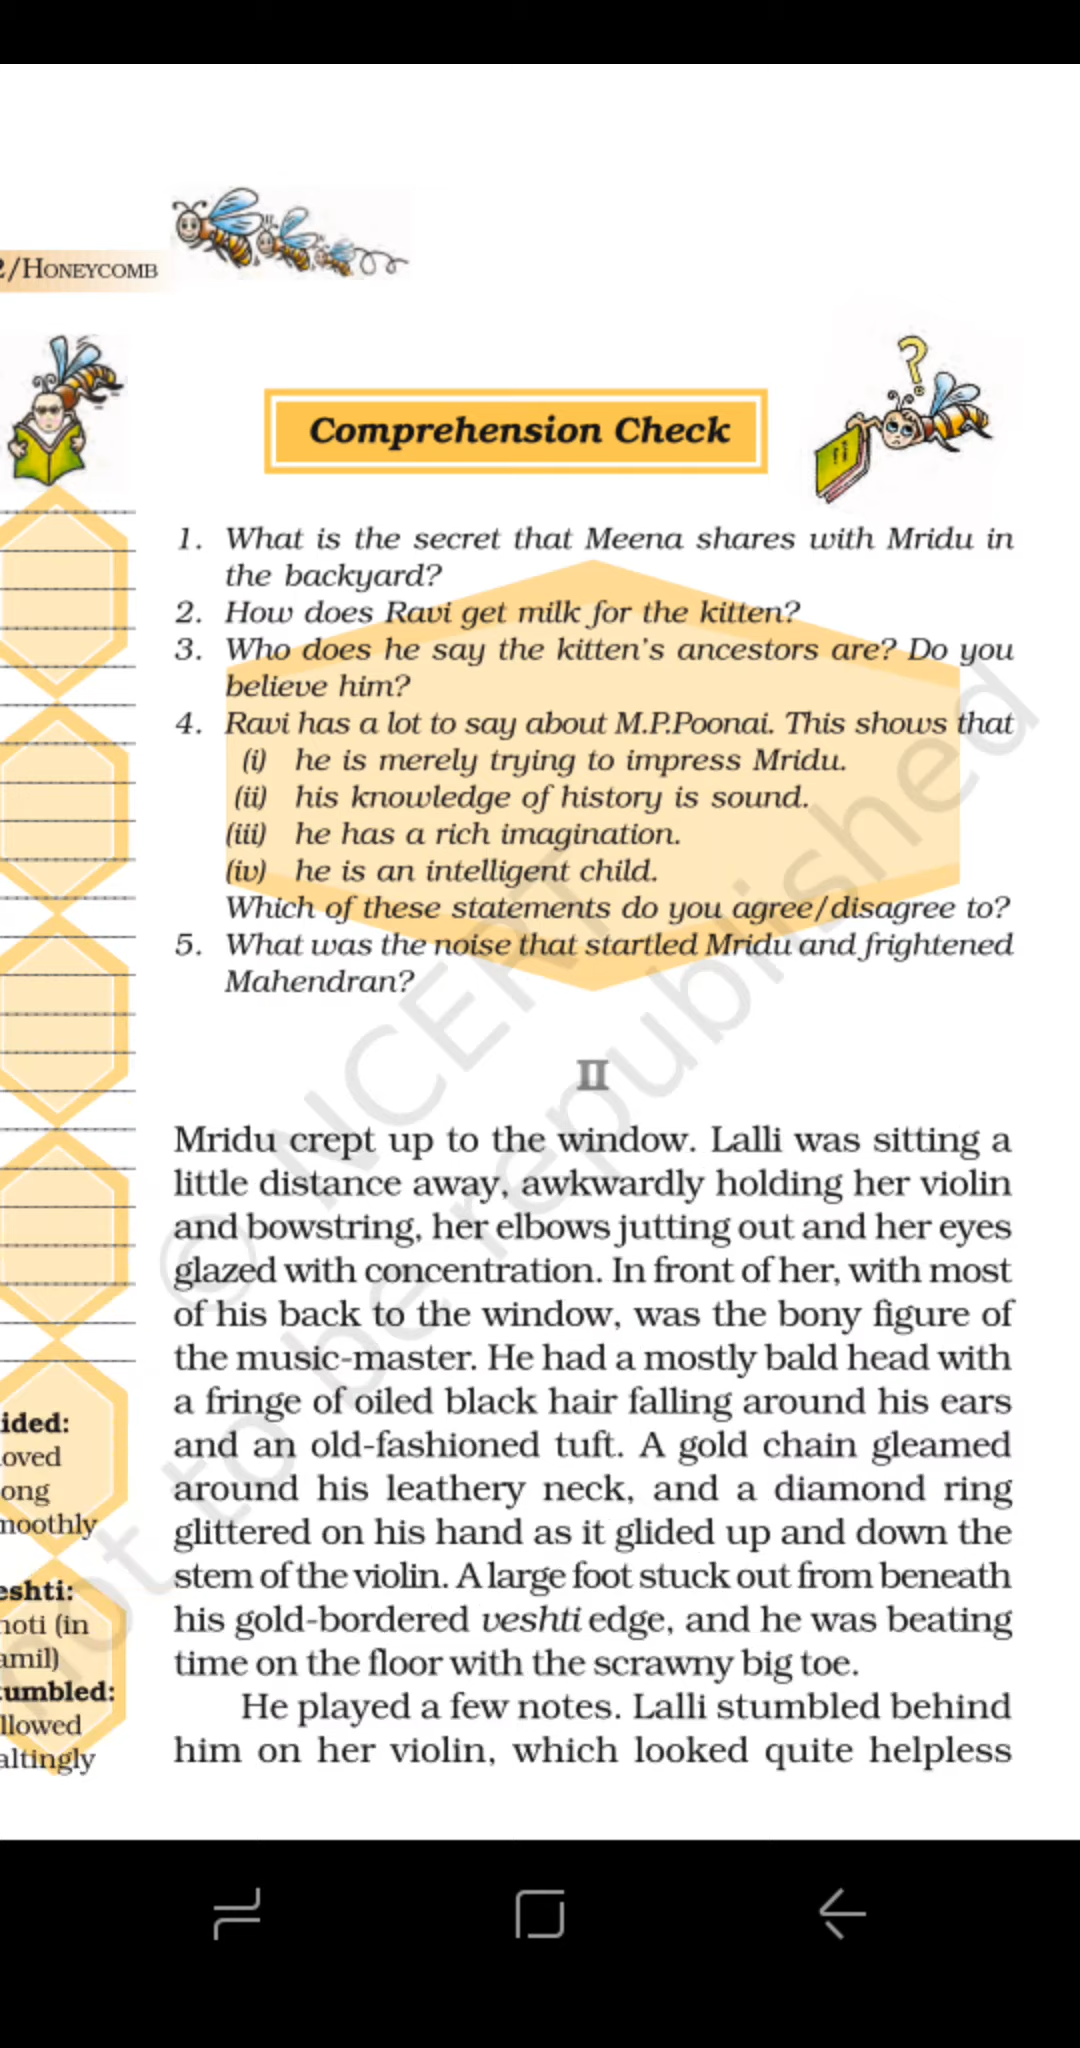 2/HONEYCOMB
Comprehension Check
1. What is the secret that Meena shares with Mridu in
the backyard?
2. How does Ravi get milk for the kitten?
3. Who does he say the kitten's ancestors are? Do you
believe him?
4. Ravi has a lot to say about M.P.Poonai. This shows that
(i) he is merely trying to impress Mridu.
(ii) his knowledge of history is sound.
(iii) he has a rich imagination.
(iv) he is an intelligent child.
Which of these statements do you agree/disagree to?
5. What was the noise that startled Mridu and frightened
Mahendran?
II
Mridu crept up to the window. Lalli was sitting a
little distance away, awkwardly holding her violin
and bowstring, her elbows jutting out and her eyes
glazed with concentration. In front of her, with most
of his back to the window, was the bony figure of
the music-master. He had a mostly bald head with
a fringe of oiled black hair falling around his ears
and an old-fashioned tuft. A gold chain gleamed
around his leathery neck, and a diamond ring
glittered on his hand as it glided up and down the
stem of the violin. A large foot stuck out from beneath
his gold-bordered veshti edge, and he was beating
time on the floor with the scrawny big toe.
He played a few notes. Lalli stumbled behind
him on her violin, which looked quite helpless
ided:
oved
ong
moothly
eshti:
hoti (in
amil)
tumbled:
llowed
altingly
© NCERT
not to be republished